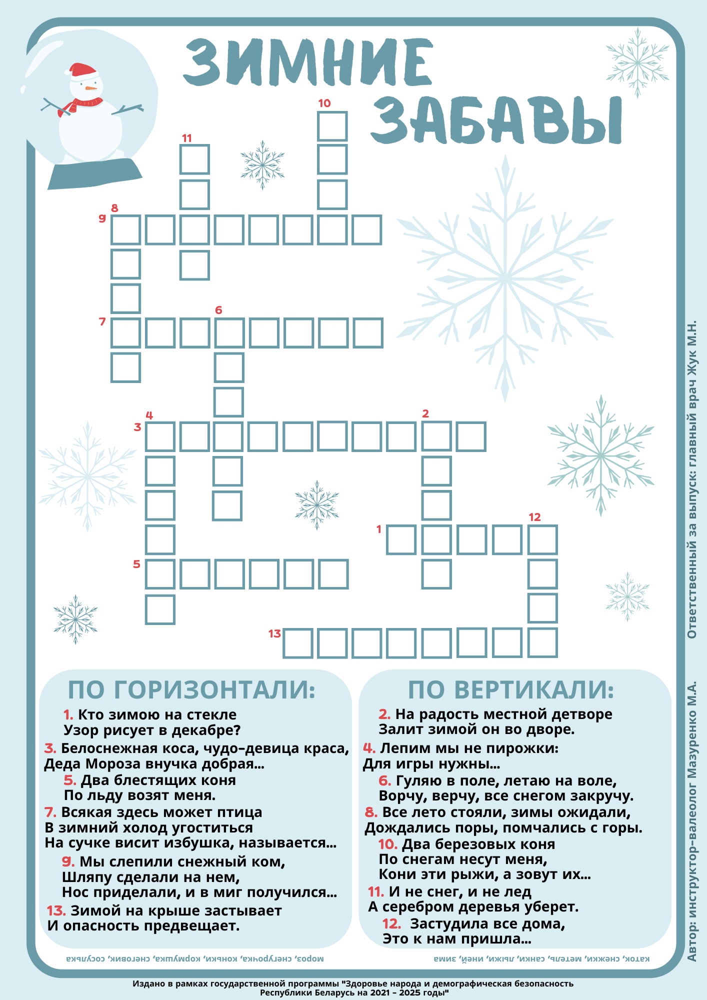 ЗИМНИЕ
ЗАБАВЫ
10
11
8
9
6
7
4
2
3
12
1
5
13
ПО ГОРИЗОНТАЛИ:
1. Кто зимою на стекле
Узор рисует в декабре?
3. Белоснежная коса, чудо-девица краса,
Деда Мороза внучка добрая...
5. Два блестящих коня
По льду возят меня.
7. Всякая здесь может птица
В зимний холод угоститься
На сучке висит избушка, называется...
9. Мы слепили снежный ком,
Шляпу сделали на нем,
Нос приделали, и в миг получился...
13. Зимой на крыше застывает
И опасность предвещает.
мороз, снегурочка, коньки, кормушка, снеговик, сосулька
ПО ВЕРТИКАЛИ:
2. На радость местной детворе
Залит зимой он во дворе.
4. Лепим мы не пирожки:
Для игры нужны...
6. Гуляю в поле, летаю на воле,
Ворчу, верчу, все снегом закручу.
8. Все лето стояли, зимы ожидали,
Дождались поры, помчались с горы.
10. Два березовых коня
По снегам несут меня,
Кони эти рыжи, а зовут их...
11. И не снег, и не лед
А серебром деревья уберет.
12. Застудила все дома,
Это к нам пришла...
каток, снежки, метель, санки, лыжи, иней, зима
Автор: инструктор-валеолог Мазуренко М.А.
Ответственный за выпуск: главный врач Жук М.Н.
Издано в рамках государственной программы "Здоровье народа и демографическая безопасность
Республики Беларусь на 2021 - 2025 годы"